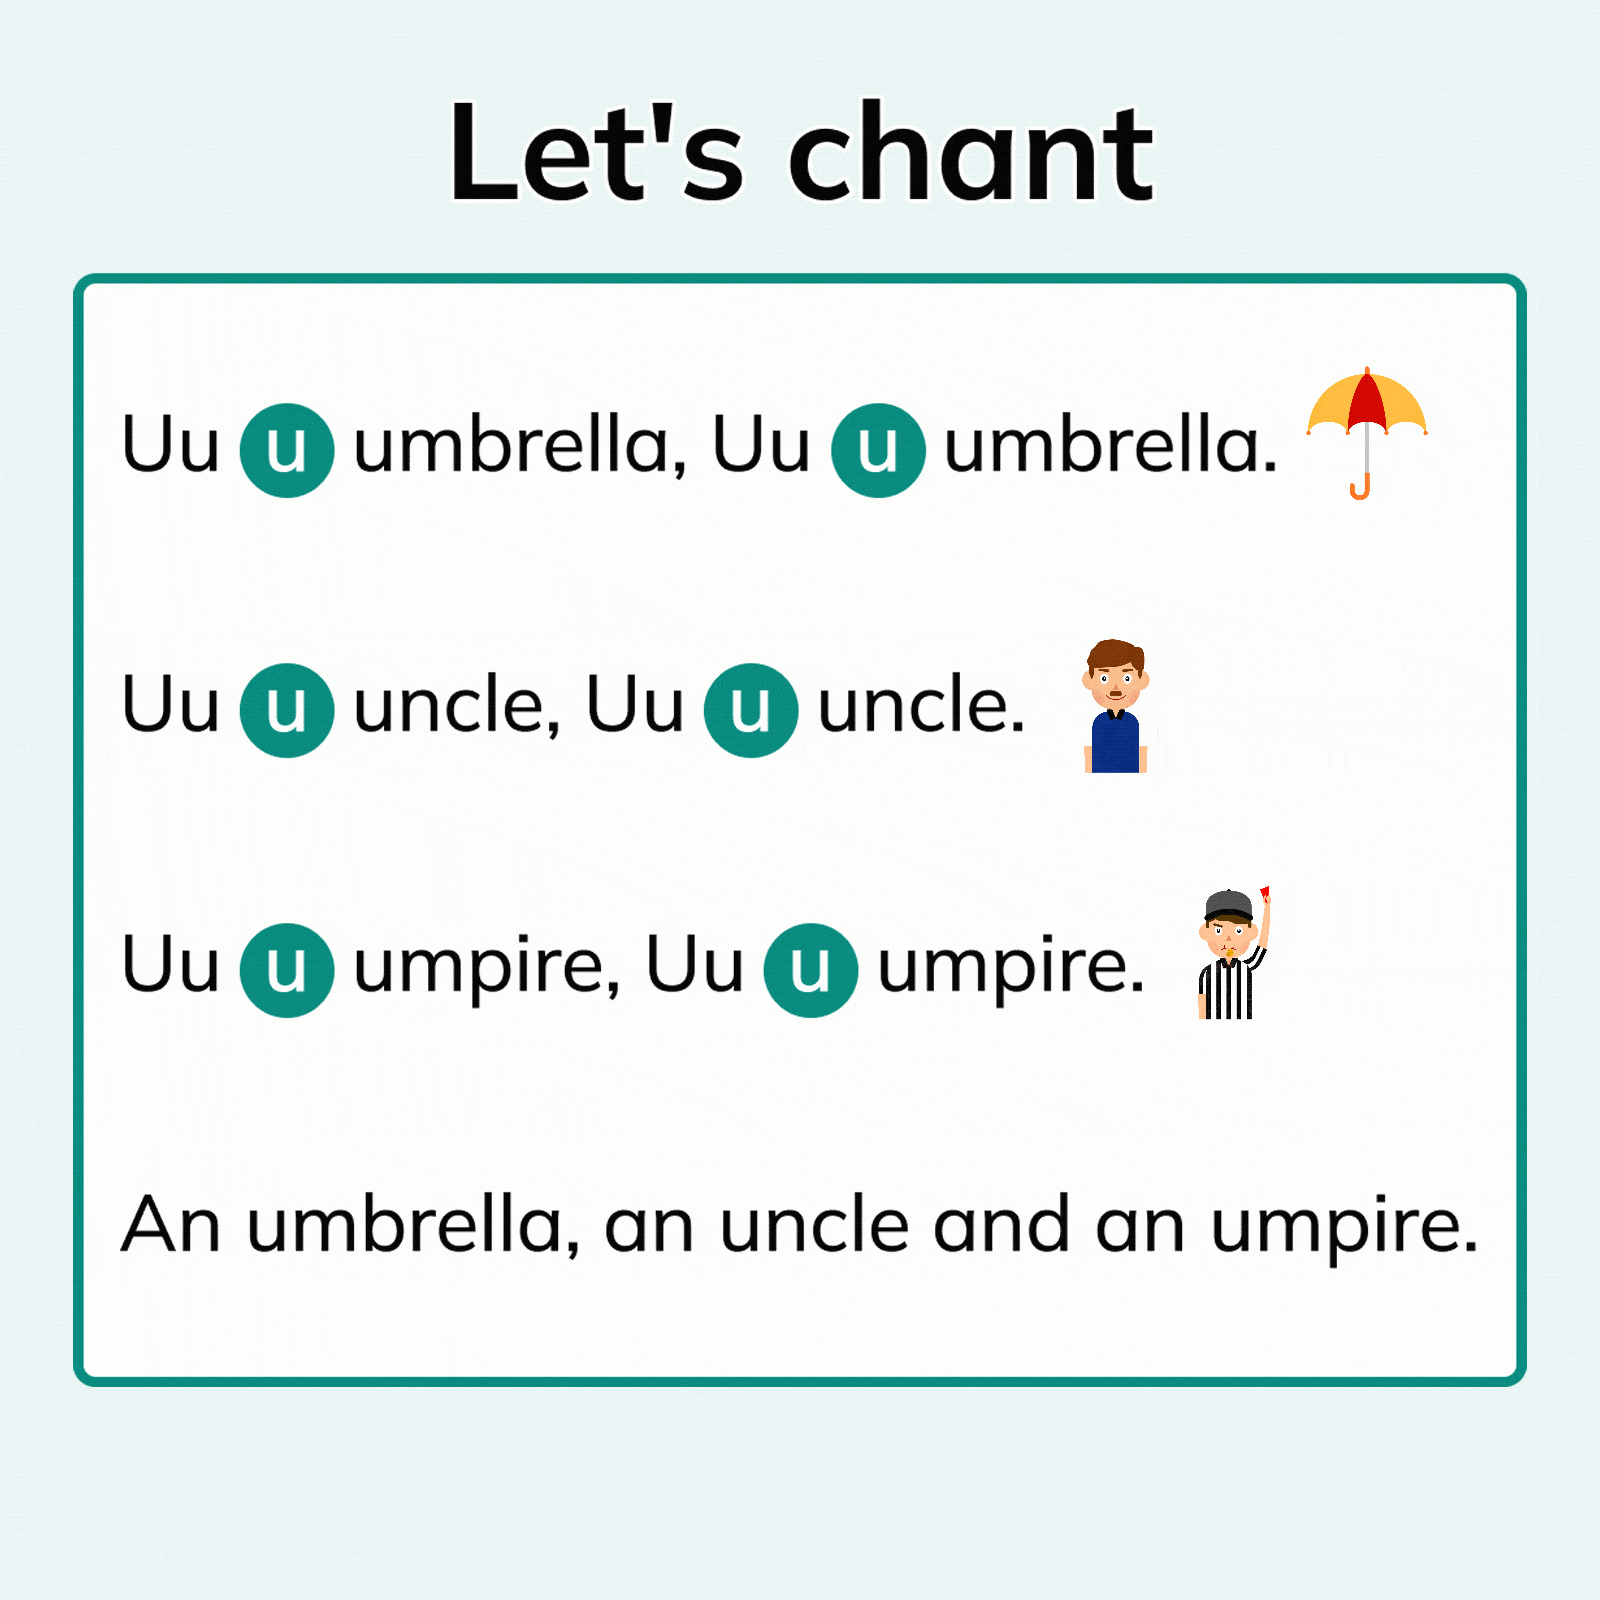 Let's chant
Uu u umbrella, Uu u umbrella.
Uu u uncle, Uu u uncle.
Uu u umpire, Uu u umpire.
An umbrella, an uncle and an umpire.